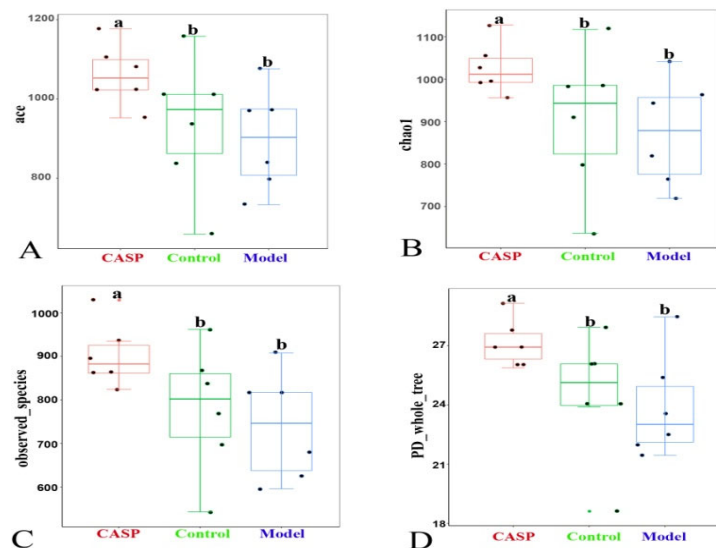 1200
1000
800
ace
a
b
b
A
CASP
Control
Model
1100
1000
900
800
700
chao1
a
b
b
B
CASP
Control
Model
1000
900
800
700
600
observed_species
a
b
b
C
CASP
Control
Model
27
24
21
18
PD_whole_tree
a
b
b
D
CASP
Control
Model